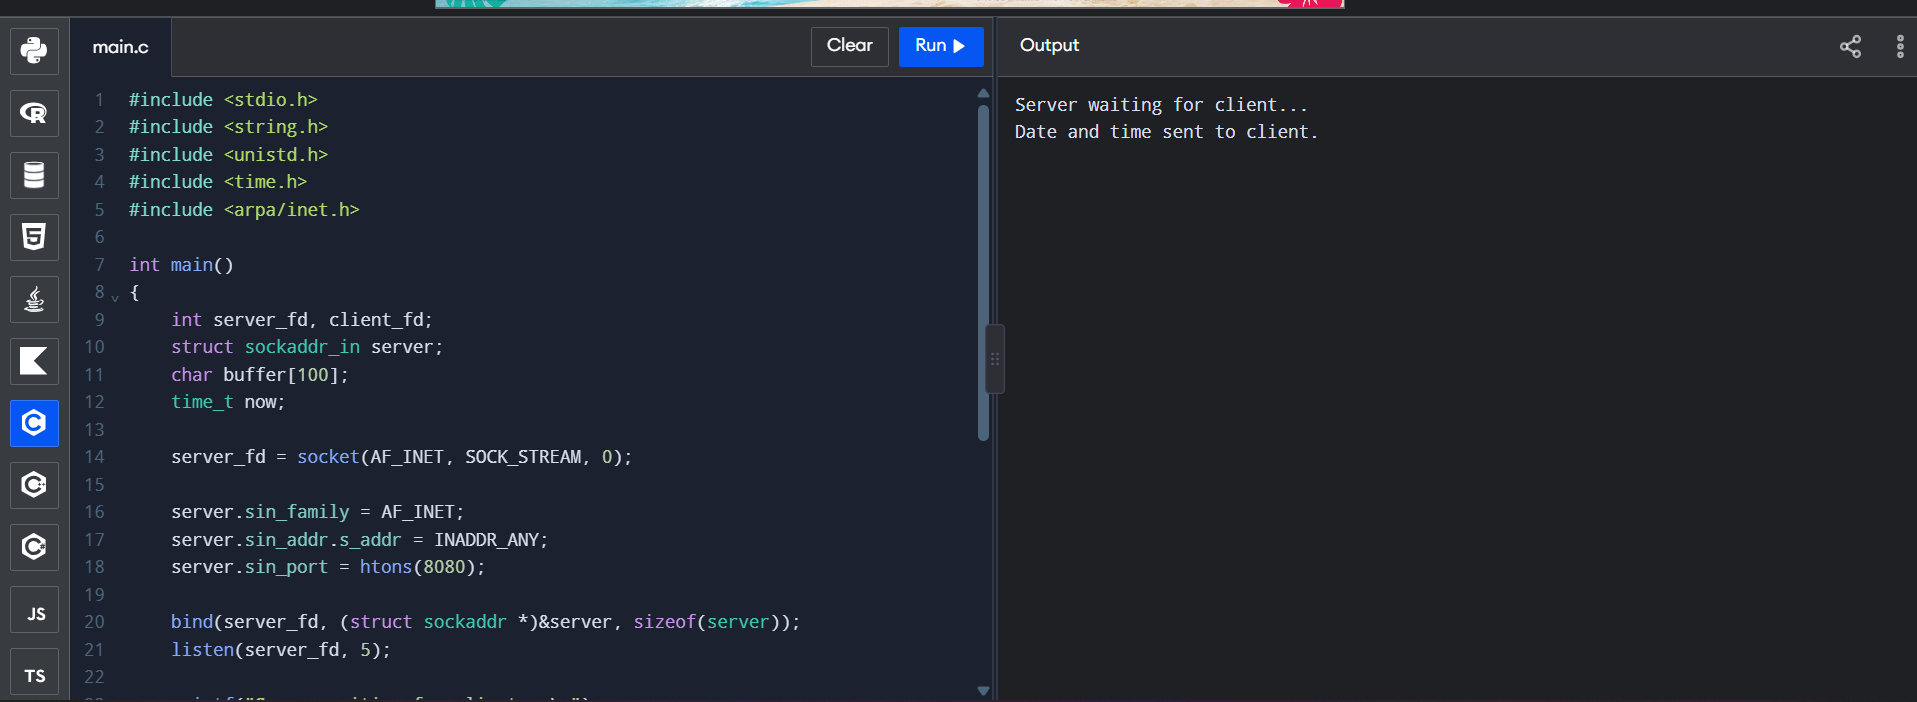 main.c
Clear
Run
Output
1 #include <stdio.h>
2 #include <string.h>
3 #include <unistd.h>
4 #include <time.h>
5 #include <arpa/inet.h>
6
7 int main()
8 {
9 int server_fd, client_fd;
10 struct sockaddr_in server;
11 char buffer[100];
12 time_t now;
13
14 server_fd = socket(AF_INET, SOCK_STREAM, 0);
15
16 server.sin_family = AF_INET;
17 server.sin_addr.s_addr = INADDR_ANY;
18 server.sin_port = htons(8080);
19
20 bind(server_fd, (struct sockaddr *)&server, sizeof(server));
21 listen(server_fd, 5);
22
Server waiting for client...
Date and time sent to client.
R
5
C
C
C
JS
TS